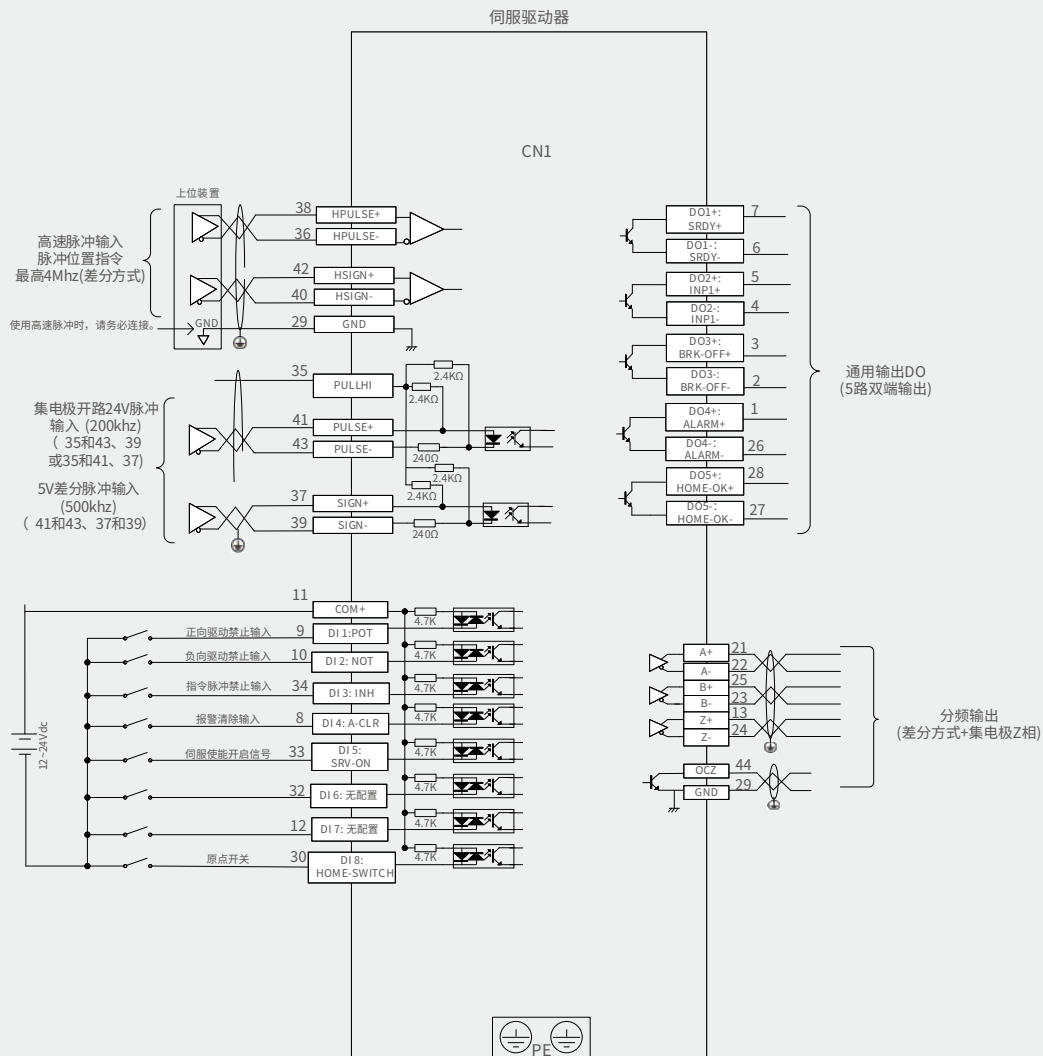 伺服驱动器
CN1
上位装置
高速脉冲输入
脉冲位置指令
最高4Mhz(差分方式)
使用高速脉冲时，请务必连接。
GND
38
HPULSE+
36
HPULSE-
42
HSIGN+
40
HSIGN-
29
GND
35
PULLHI
2.4KΩ
2.4KΩ
集电极开路24V脉冲
输入 (200khz)
（ 35和43、39
或35和41、37)
5V差分脉冲输入
(500khz)
（ 41和43、37和39）
41
PULSE+
43
PULSE-
240Ω
2.4KΩ
2.4KΩ
37
SIGN+
39
SIGN-
240Ω
11
COM+
4.7K
正向驱动禁止输入
9
DI 1:POT
负向驱动禁止输入
10
DI 2: NOT
4.7K
指令脉冲禁止输入
34
DI 3: INH
4.7K
报警清除输入
8
DI 4: A-CLR
4.7K
伺服使能开启信号
33
DI 5:
SRV-ON
4.7K
32
DI 6: 无配置
4.7K
12
DI 7: 无配置
4.7K
原点开关
30
DI 8:
HOME-SWITCH
4.7K
12~24Vdc
DO1+:
SRDY+
7
DO1-:
SRDY-
6
DO2+:
INP1+
5
DO2-:
INP1-
4
DO3+:
BRK-OFF+
3
DO3-:
BRK-OFF-
2
DO4+:
ALARM+
1
DO4-:
ALARM-
26
DO5+:
HOME-OK+
28
DO5-:
HOME-OK-
27
通用输出DO
(5路双端输出)
A+
21
A-
22
B+
25
B-
23
Z+
13
Z-
24
OCZ
44
GND
29
分频输出
(差分方式+集电极Z相)
PE